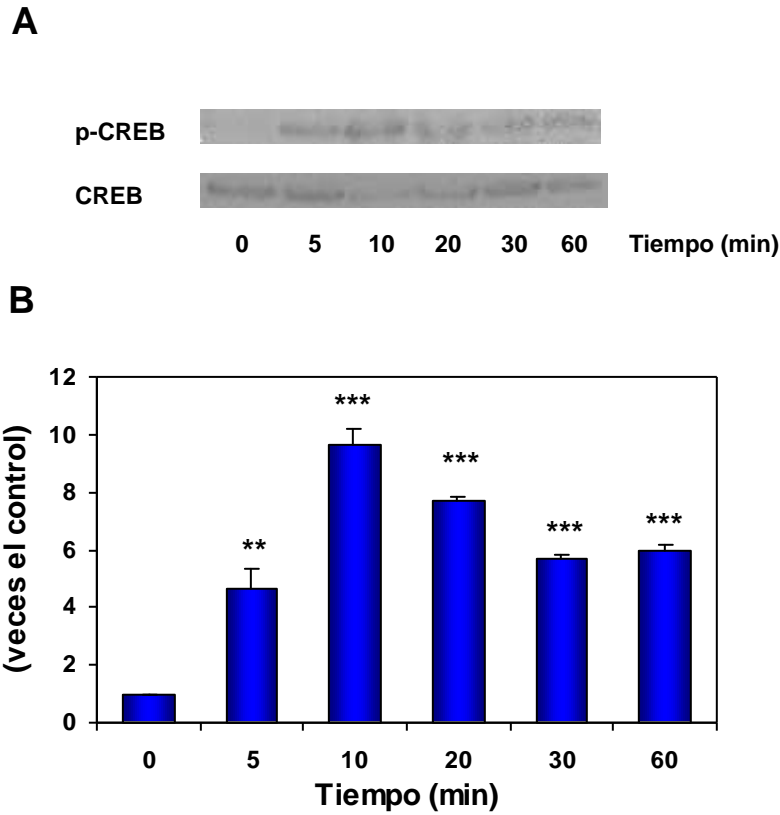 A
p-CREB
CREB
0 5 10 20 30 60 Tiempo (min)
B
12
10
8
6
4
2
0
(veces el control)
**
***
***
***
***
0 5 10 20 30 60
Tiempo (min)